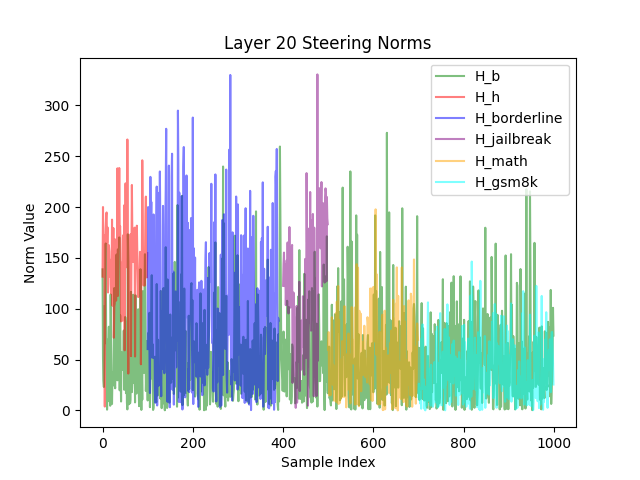 Layer 20 Steering Norms
Norm Value
300
250
200
150
100
50
0
H_b
H_h
H_borderline
H_jailbreak
H_math
H_gsm8k
0
200
400
600
800
1000
Sample Index